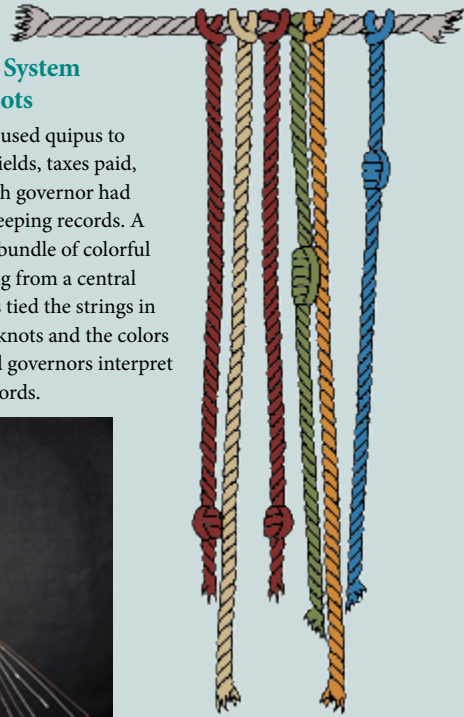 System
ots
used quipus to
ields, taxes paid,
h governor had
eeping records. A
bundle of colorful
g from a central
s tied the strings in
knots and the colors
l governors interpret
ords.